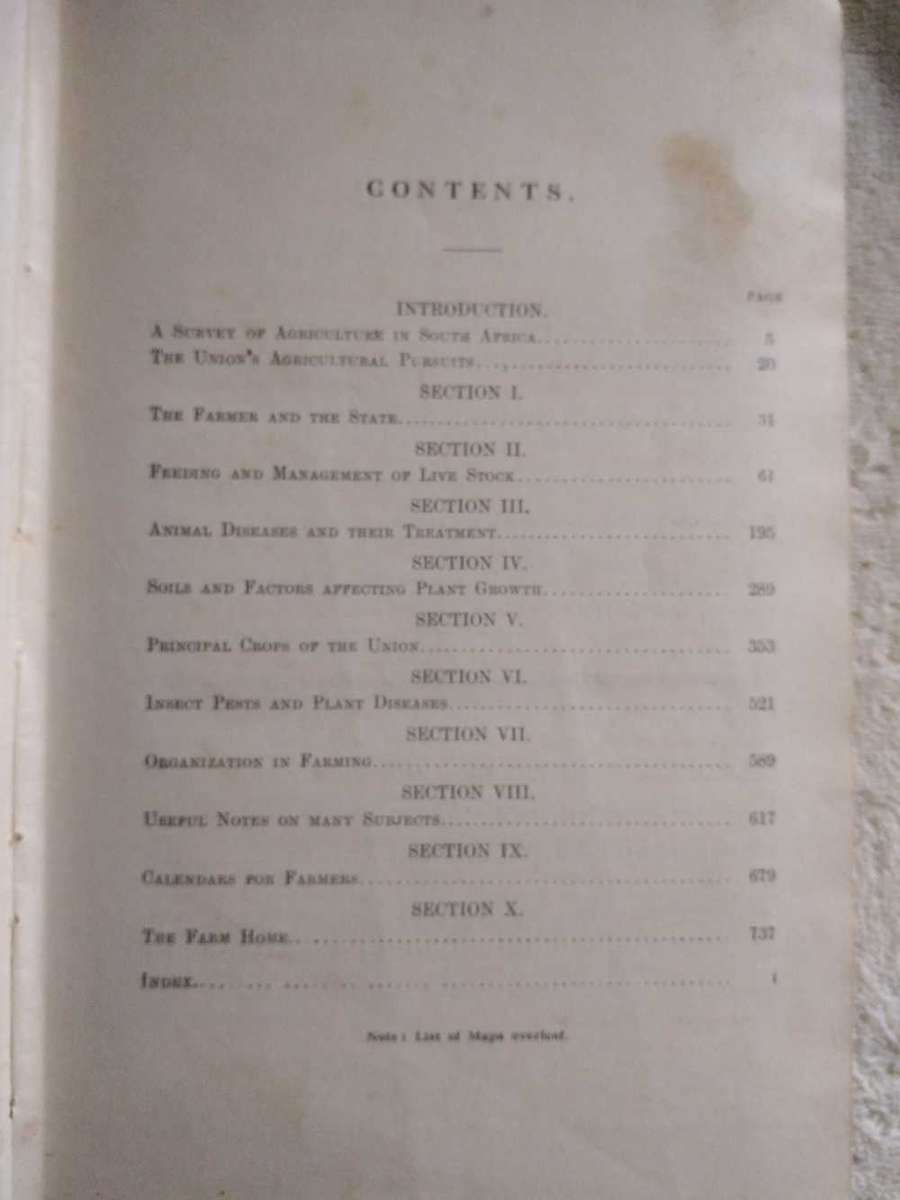 CONTENTS.
PAGE
INTRODUCTION.
A SURVEY OF AGRICULTURE IN SOUTH AFRICA 5
THE UNION'S AGRICULTURAL PURSUITS 20
SECTION I.
THE FARMER AND THE STATE 31
SECTION II.
FEEDING AND MANAGEMENT OF LIVE STOCK 61
SECTION III.
ANIMAL DISEASES AND THEIR TREATMENT 195
SECTION IV.
SOILS AND FACTORS AFFECTING PLANT GROWTH 289
SECTION V.
PRINCIPAL CROPS OF THE UNION 353
SECTION VI.
INSECT PESTS AND PLANT DISEASES 521
SECTION VII.
ORGANIZATION IN FARMING 589
SECTION VIII.
USEFUL NOTES ON MANY SUBJECTS 617
SECTION IX.
CALENDARS FOR FARMERS 679
SECTION X.
THE FARM HOME 737
INDEX
Note: List of Maps overleaf.